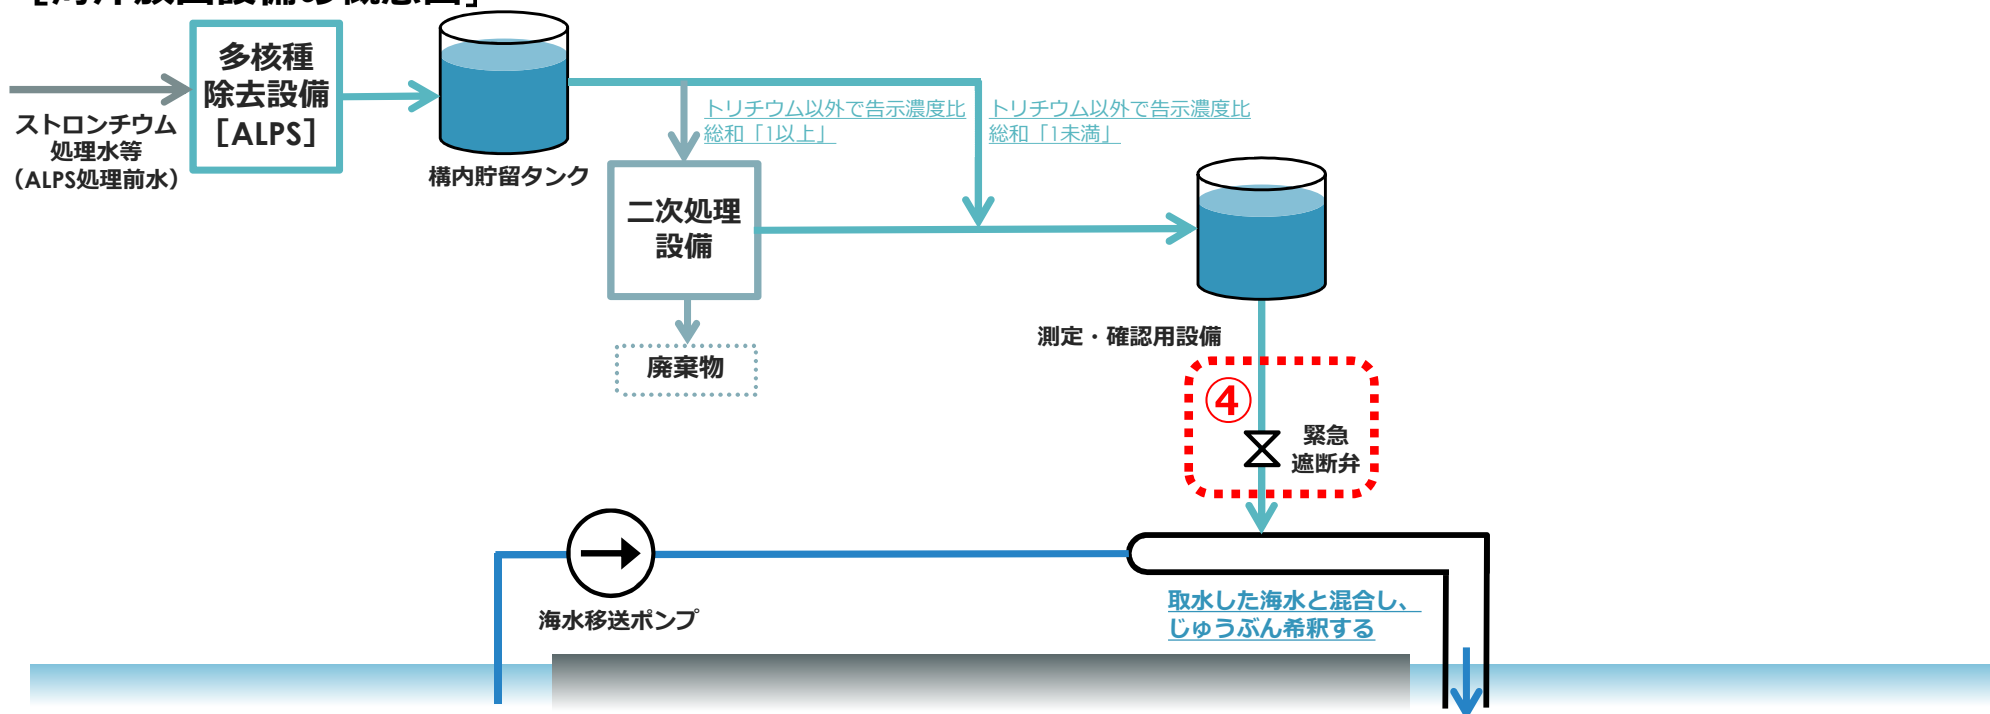 多核種
除去設備
［ALPS］
ストロンチウム
処理水等
（ALPS処理前水）
構内貯留タンク
トリチウム以外で告示濃度比
総和「1以上」
トリチウム以外で告示濃度比
総和「1未満」
二次処理
設備
廃棄物
測定・確認用設備
④
緊急
遮断弁
海水移送ポンプ
取水した海水と混合し、
じゅうぶん希釈する